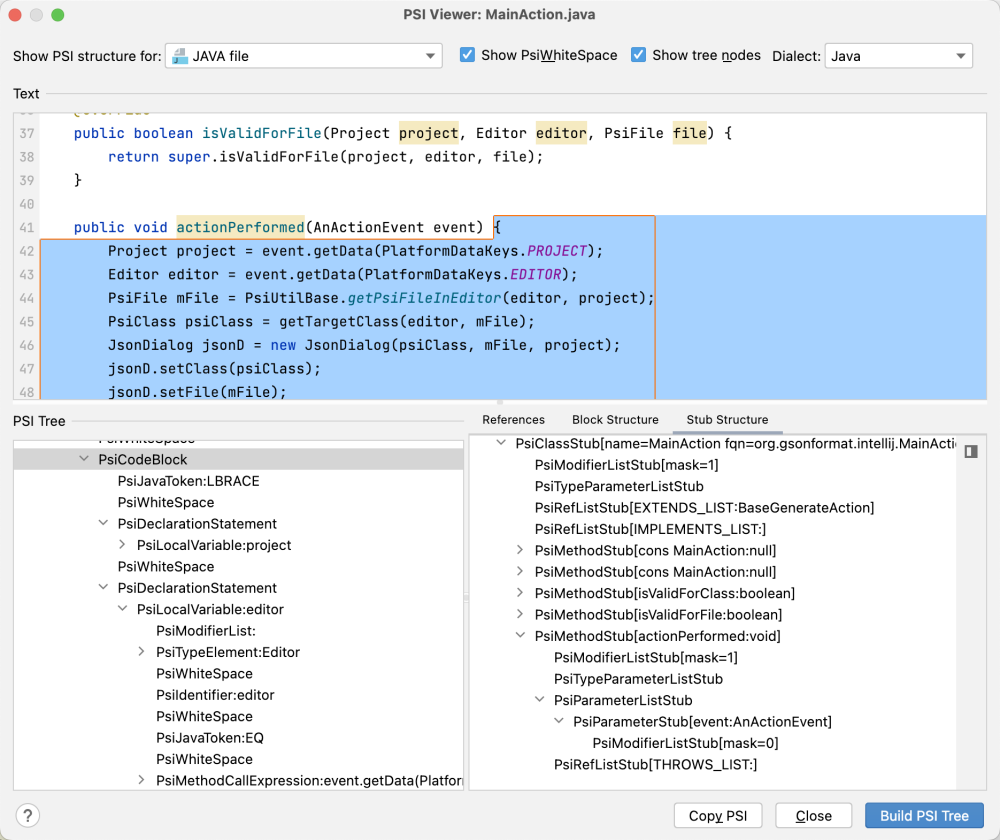 PSI Viewer: MainAction.java
Show PSI structure for: JAVA file Show PsiWhiteSpace Show tree nodes Dialect: Java
Text
37 public boolean isValidForFile(Project project, Editor editor, PsiFile file) {
38 return super.isValidForFile(project, editor, file);
39 }
40
41 public void actionPerformed(AnActionEvent event) {
42 Project project = event.getData(PlatformDataKeys.PROJECT);
43 Editor editor = event.getData(PlatformDataKeys.EDITOR);
44 PsiFile mFile = PsiUtilBase.getPsiFileInEditor(editor, project);
45 PsiClass psiClass = getTargetClass(editor, mFile);
46 JsonDialog jsonD = new JsonDialog(psiClass, mFile, project);
47 jsonD.setClass(psiClass);
48 jsonD.setFile(mFile);
PSI Tree
PsiWhiteSpace
PsiCodeBlock
PsiJavaToken:LBRACE
PsiWhiteSpace
PsiDeclarationStatement
PsiLocalVariable:project
PsiWhiteSpace
PsiDeclarationStatement
PsiLocalVariable:editor
PsiModifierList:
PsiTypeElement:Editor
PsiWhiteSpace
PsiIdentifier:editor
PsiWhiteSpace
PsiJavaToken:EQ
PsiWhiteSpace
PsiMethodCallExpression:event.getData(Platfor
References Block Structure Stub Structure
PsiClassStub[name=MainAction fqn=org.gsonformat.intellij.MainActi
PsiModifierListStub[mask=1]
PsiTypeParameterListStub
PsiRefListStub[EXTENDS_LIST:BaseGenerateAction]
PsiRefListStub[IMPLEMENTS_LIST:]
PsiMethodStub[cons MainAction:null]
PsiMethodStub[cons MainAction:null]
PsiMethodStub[isValidForClass:boolean]
PsiMethodStub[isValidForFile:boolean]
PsiMethodStub[actionPerformed:void]
PsiModifierListStub[mask=1]
PsiTypeParameterListStub
PsiParameterListStub
PsiParameterStub[event:AnActionEvent]
PsiModifierListStub[mask=0]
PsiRefListStub[THROWS_LIST:]
? Copy PSI Close Build PSI Tree